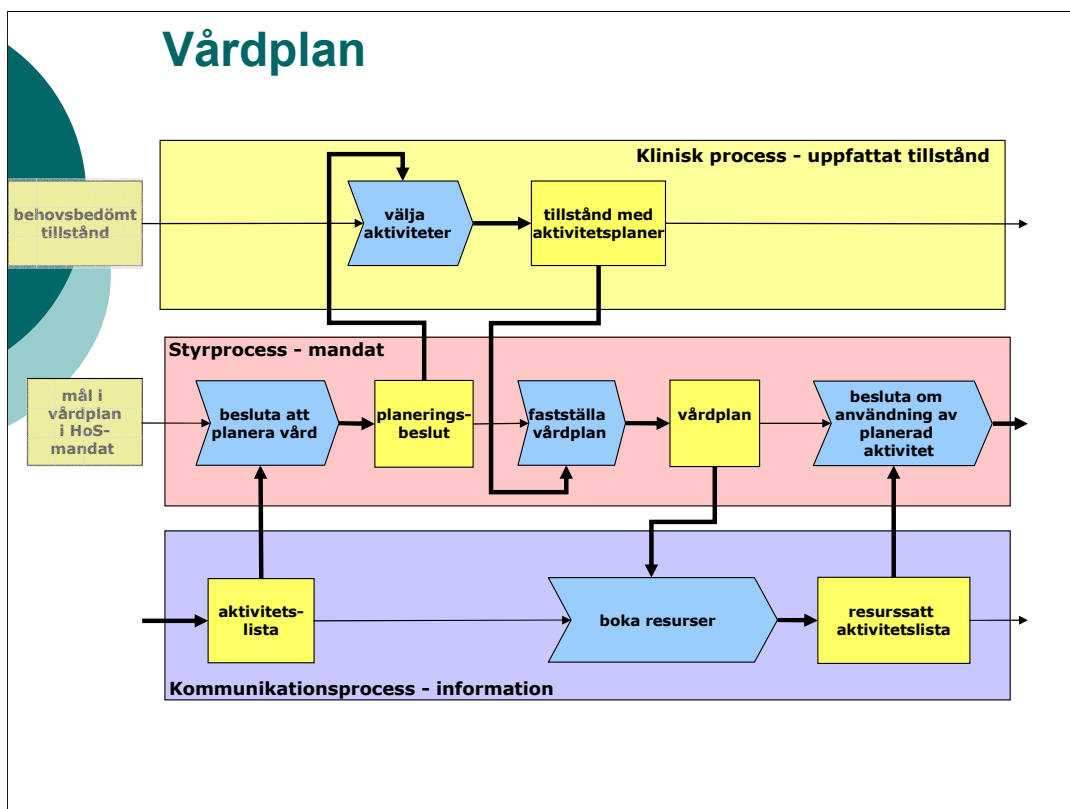 Vårdplan
Klinisk process - uppfattat tillstånd
behovsbedömt
tillstånd
välja
aktiviteter
tillstånd med
aktivitetsplaner
Styrprocess - mandat
mål i
vårdplan
i HoS-
mandat
besluta att
planera vård
planerings-
beslut
fastställa
vårdplan
vårdplan
besluta om
användning av
planerad
aktivitet
aktivitets-
lista
boka resurser
resurssatt
aktivitetslista
Kommunikationsprocess - information